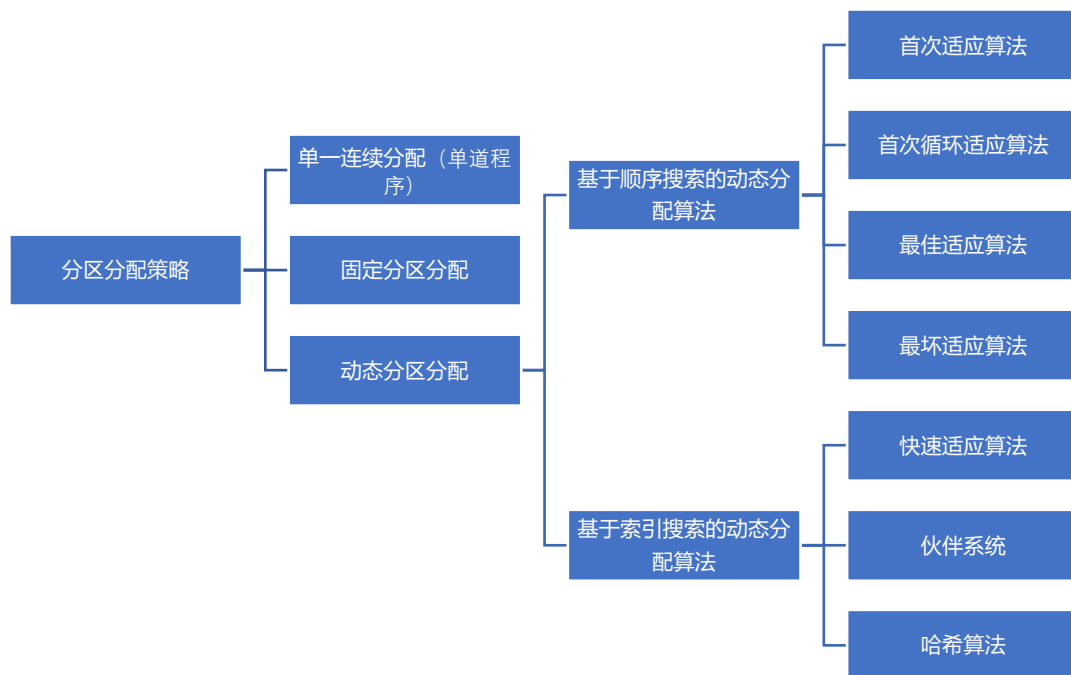 首次适应算法
首次循环适应算法
单一连续分配（单道程
序）
基于顺序搜索的动态分
配算法
最佳适应算法
分区分配策略
固定分区分配
最坏适应算法
动态分区分配
快速适应算法
基于索引搜索的动态分
配算法
伙伴系统
哈希算法